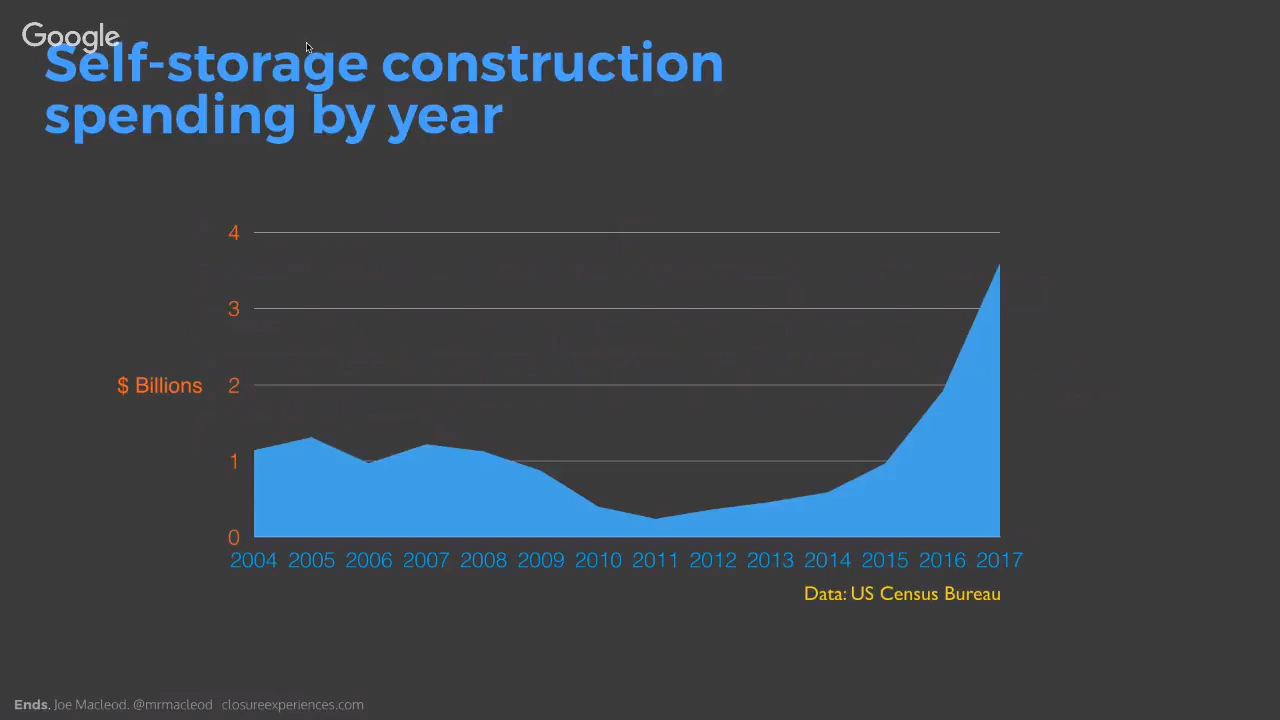 Google
Self-storage construction
spending by year
4
3
$ Billions 2
1
0
2004 2005 2006 2007 2008 2009 2010 2011 2012 2013 2014 2015 2016 2017
Data: US Census Bureau
Ends. Joe Macleod. @mrmacleod closureexperiences.com